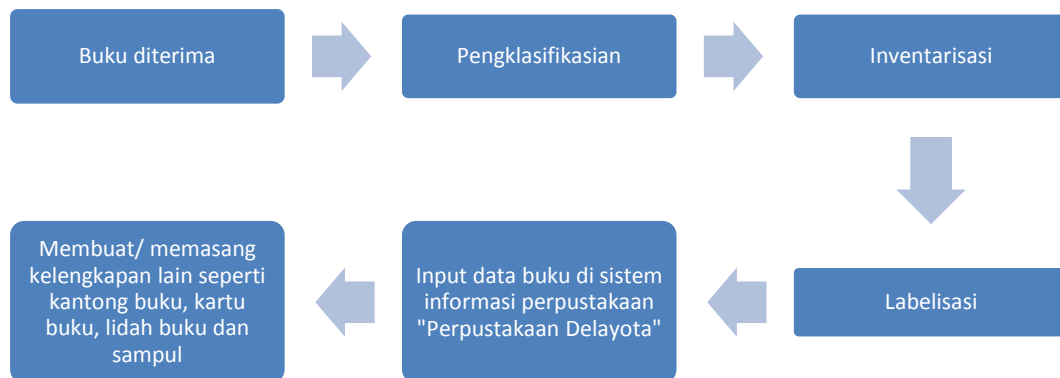 Buku diterima
Pengklasifikasian
Inventarisasi
Labelisasi
Input data buku di sistem
informasi perpustakaan
"Perpustakaan Delayota"
Membuat/ memasang
kelengkapan lain seperti
kantong buku, kartu
buku, lidah buku dan
sampul